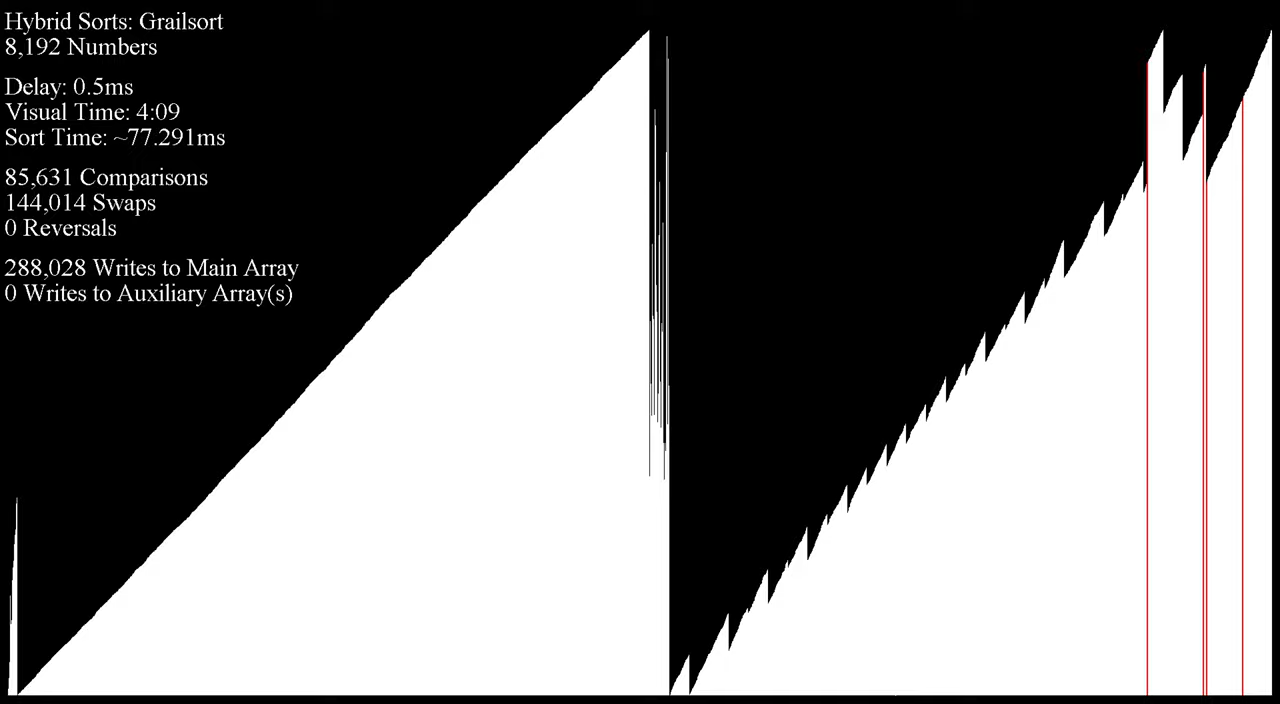 Hybrid Sorts: Grailsort
8,192 Numbers
Delay: 0.5ms
Visual Time: 4:09
Sort Time: ~77.291ms
85,631 Comparisons
144,014 Swaps
0 Reversals
288,028 Writes to Main Array
0 Writes to Auxiliary Array(s)